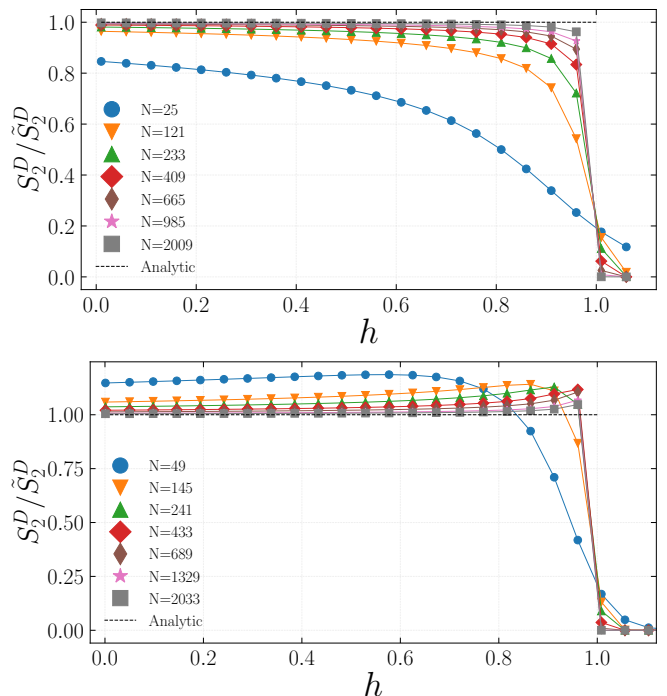 1.0
0.8
0.6
0.4
0.2
0.0
S_2^D/\tilde{S}_2^D
N=25
N=121
N=233
N=409
N=665
N=985
N=2009
Analytic
0.0 0.2 0.4 0.6 0.8 1.0
h
1.00
0.75
0.50
0.25
0.00
S_2^D/\tilde{S}_2^D
N=49
N=145
N=241
N=433
N=689
N=1329
N=2033
Analytic
0.0 0.2 0.4 0.6 0.8 1.0
h